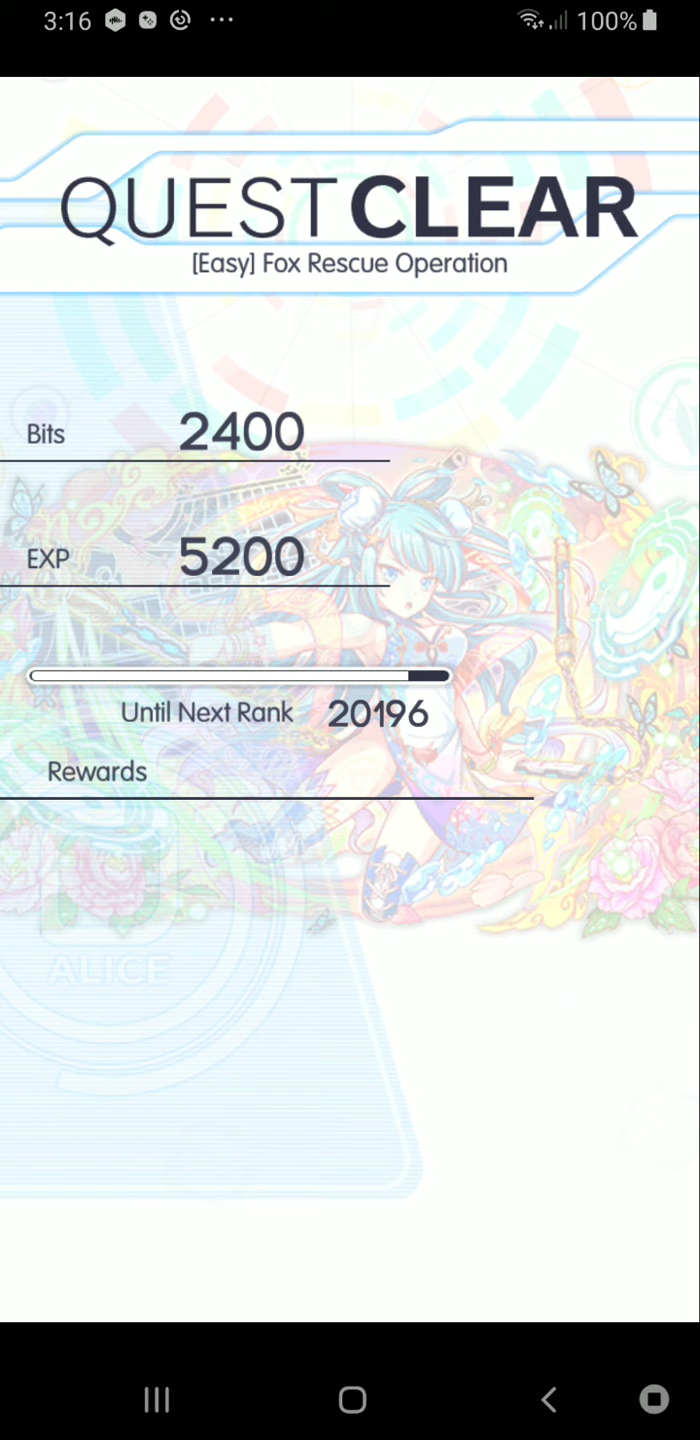 3:16
100%
QUEST CLEAR
[Easy] Fox Rescue Operation
Bits 2400
EXP 5200
Until Next Rank 20196
Rewards
ALICE